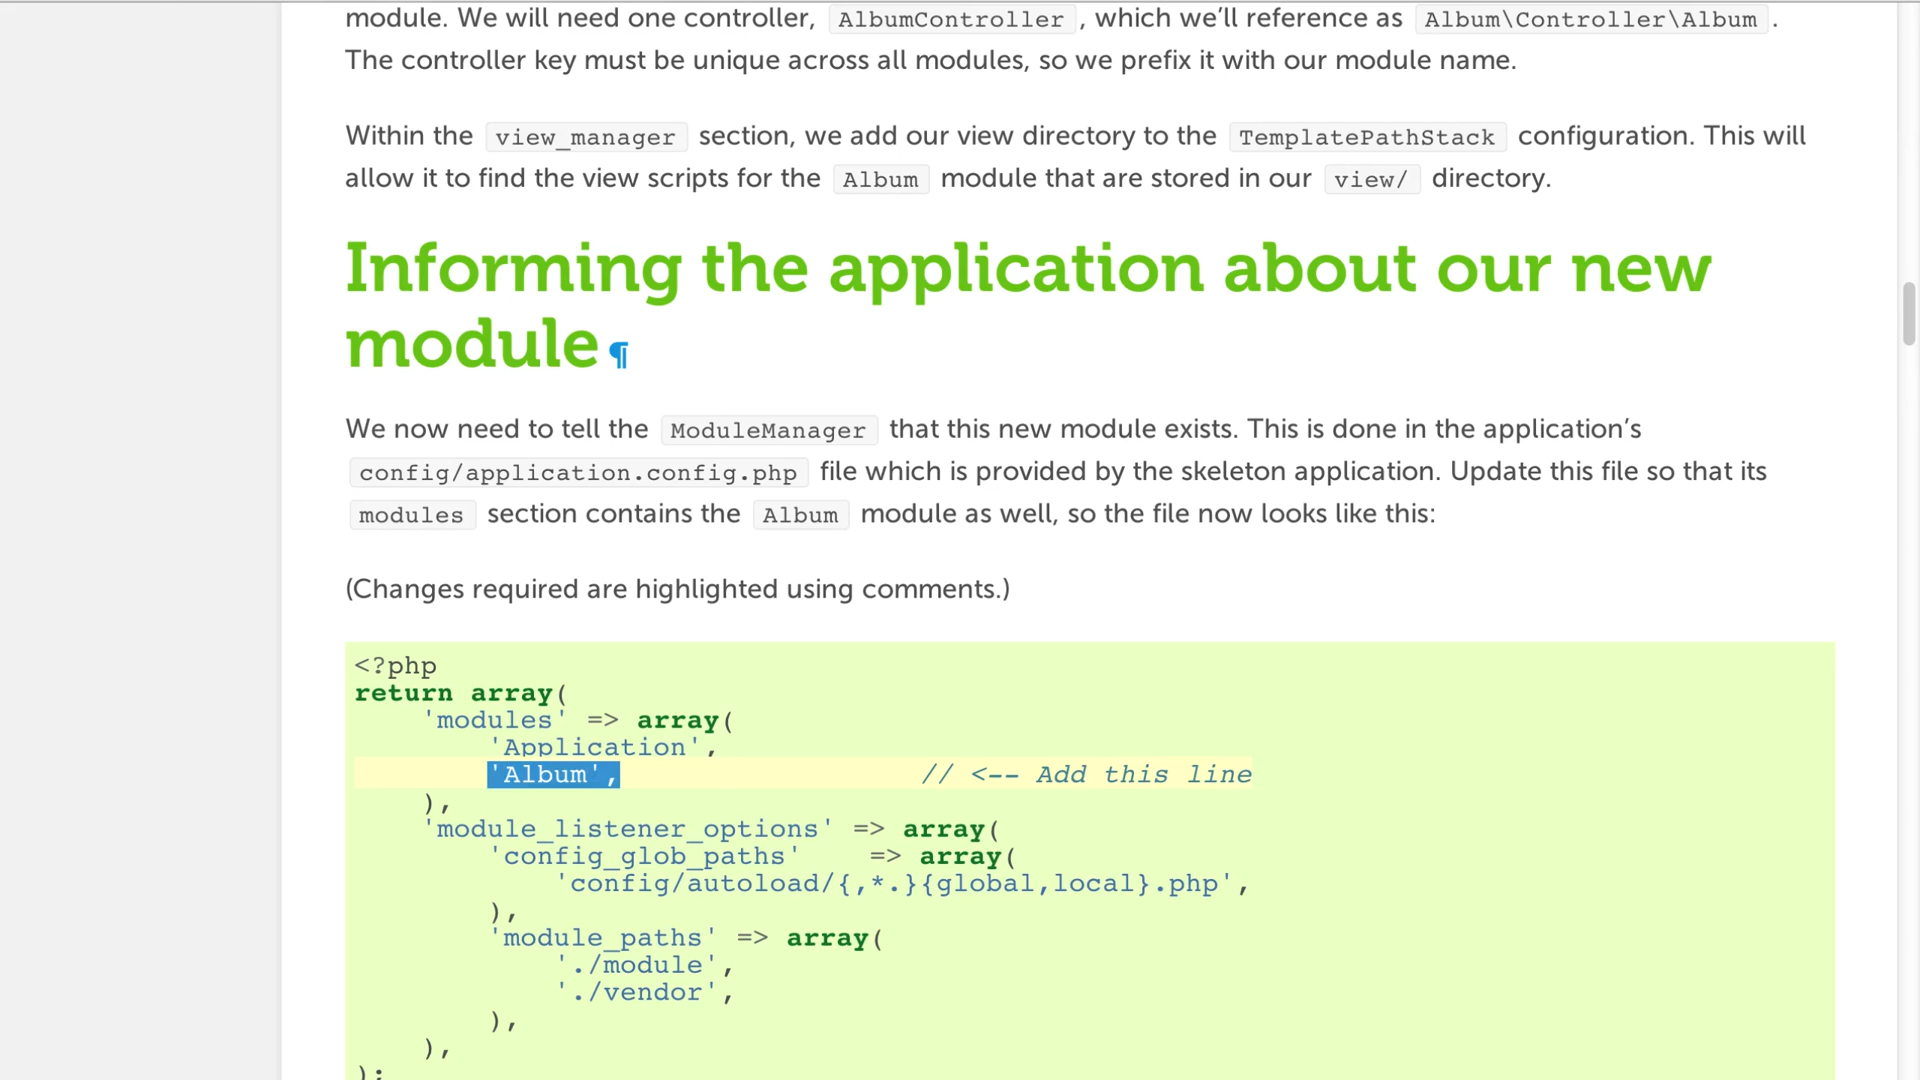 module. We will need one controller, AlbumController , which we’ll reference as Album\Controller\Album .
The controller key must be unique across all modules, so we prefix it with our module name.
Within the view_manager section, we add our view directory to the TemplatePathStack configuration. This will
allow it to find the view scripts for the Album module that are stored in our view/ directory.
Informing the application about our new
module ¶
We now need to tell the ModuleManager that this new module exists. This is done in the application’s
config/application.config.php file which is provided by the skeleton application. Update this file so that its
modules section contains the Album module as well, so the file now looks like this:
(Changes required are highlighted using comments.)
<?php
return array(
    'modules' => array(
        'Application',
        'Album',                  // <-- Add this line
    ),
    'module_listener_options' => array(
        'config_glob_paths'    => array(
            'config/autoload/{,*.}{global,local}.php',
        ),
        'module_paths' => array(
            './module',
            './vendor',
        ),
    ),
);